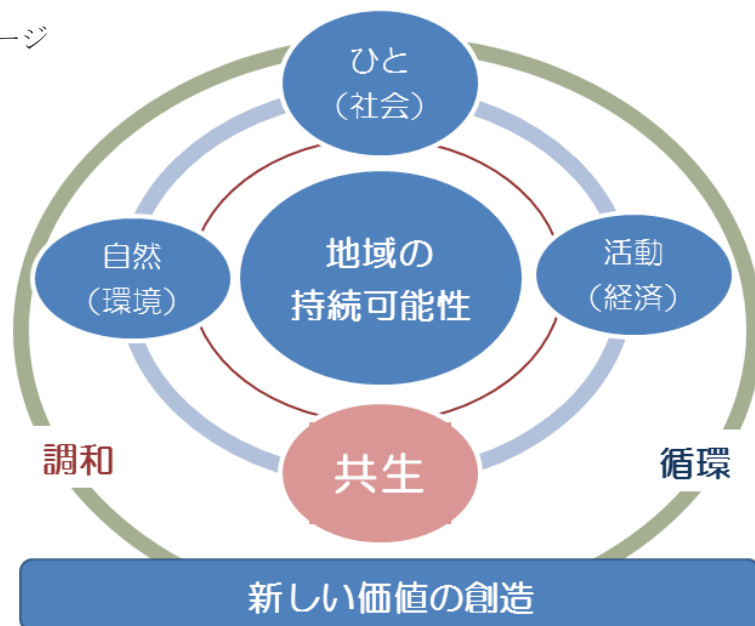 ージ
ひと
（社会）
自然
（環境）
地域の
持続可能性
活動
（経済）
調和
共生
循環
新しい価値の創造